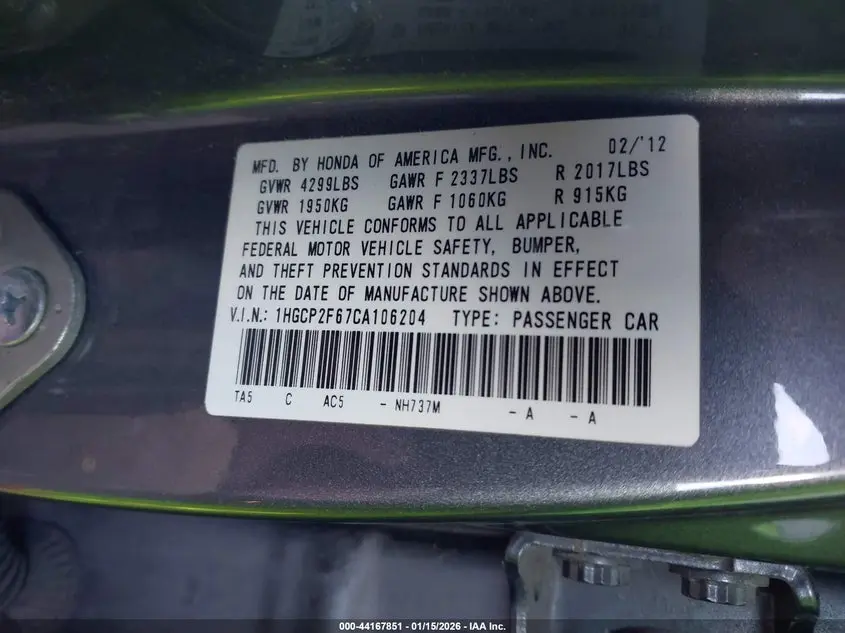 MFD. BY HONDA OF AMERICA MFG., INC. 02/'12
GVWR 4299LBS GAWR F 2337LBS R 2017LBS
GVWR 1950KG GAWR F 1060KG R 915KG
THIS VEHICLE CONFORMS TO ALL APPLICABLE
FEDERAL MOTOR VEHICLE SAFETY, BUMPER,
AND THEFT PREVENTION STANDARDS IN EFFECT
ON THE DATE OF MANUFACTURE SHOWN ABOVE.
V.I.N.: 1HGCP2F67CA106204 TYPE: PASSENGER CAR
TA5 C AC5 - NH737M - A - A
000-44167851 - 01/15/2026 - IAA Inc.